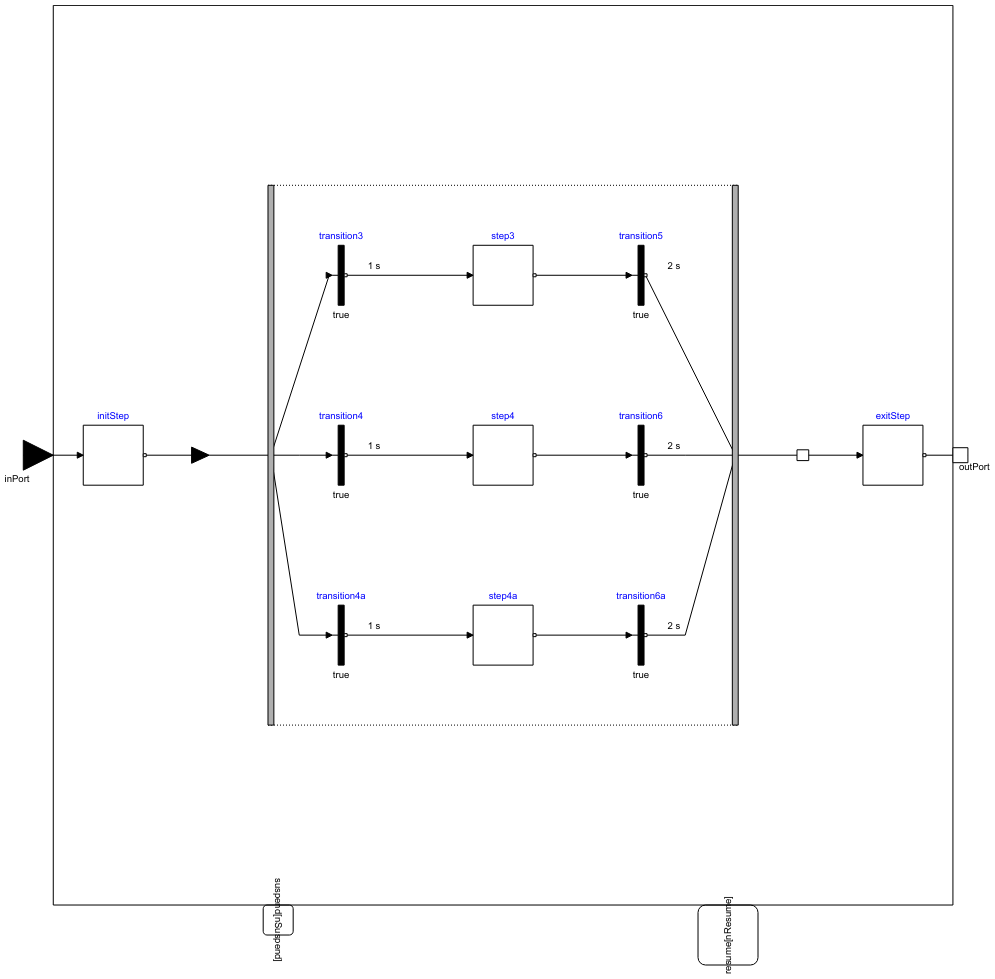 transition3
step3
transition5
1 s
2 s
true
true
initStep
transition4
step4
transition6
exitStep
1 s
2 s
inPort
outPort
true
true
transition4a
step4a
transition6a
1 s
2 s
true
true
suspend[nSuspend]
resume[nResume]